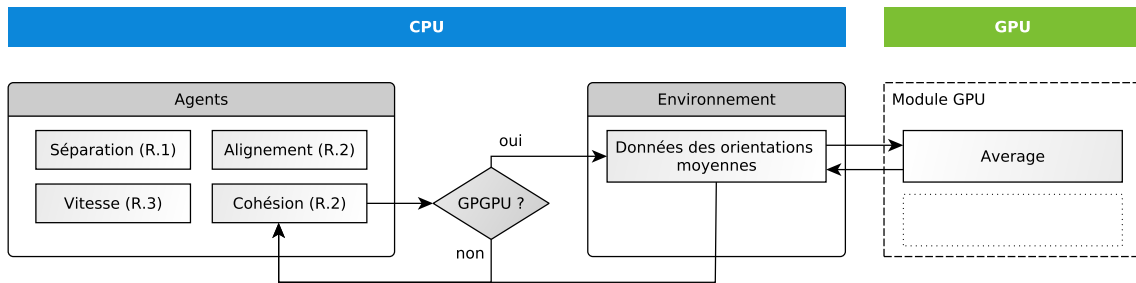 CPU
GPU
Agents
Environnement
Module GPU
Séparation (R.1)
Alignement (R.2)
Vitesse (R.3)
Cohésion (R.2)
GPGPU ?
oui
non
Données des orientations
moyennes
Average